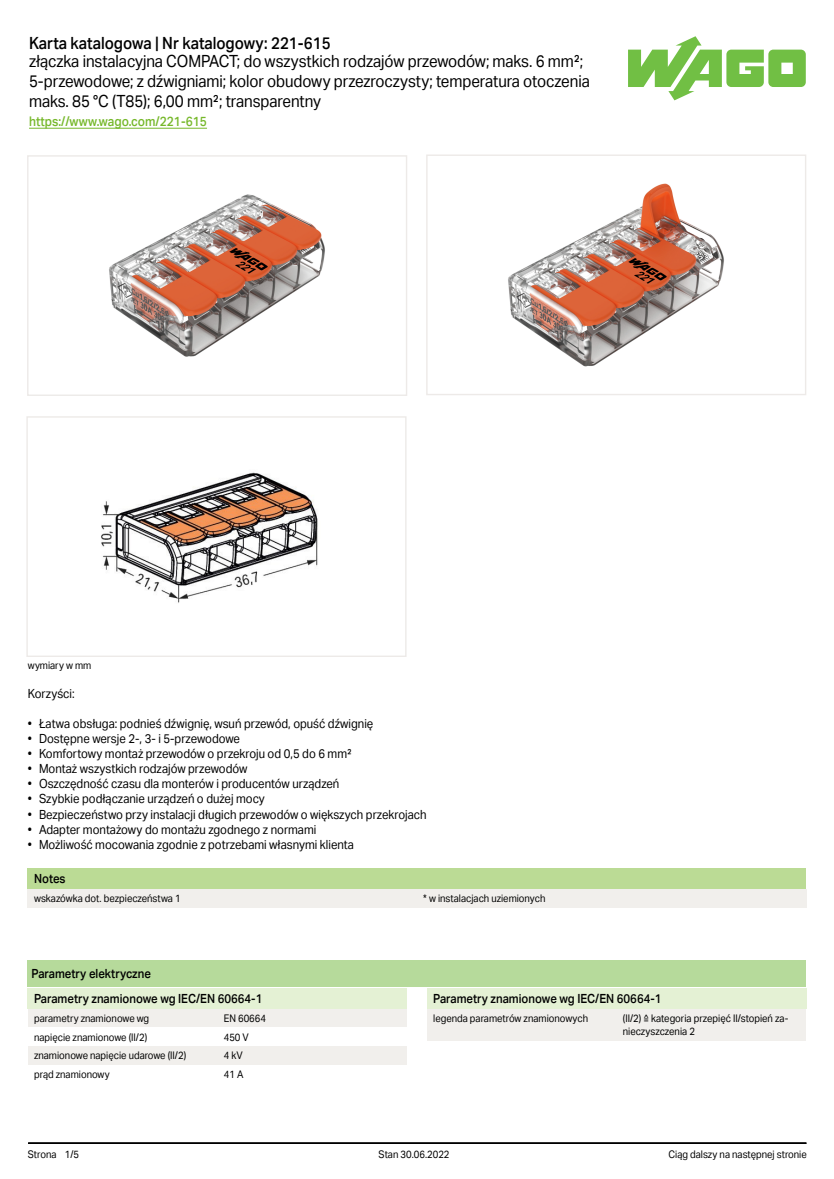 Karta katalogowa | Nr katalogowy: 221-615
złączka instalacyjna COMPACT; do wszystkich rodzajów przewodów; maks. 6 mm²;
5-przewodowe; z dźwigniami; kolor obudowy przezroczysty; temperatura otoczenia
maks. 85 °C (T85); 6,00 mm²; transparentny
https://www.wago.com/221-615
WAGO
WAGO
221
WAGO
221
10,1
21,1
36,7
wymiary w mm
Korzyści:
• Łatwa obsługa: podnieś dźwignię, wsuń przewód, opuść dźwignię
• Dostępne wersje 2-, 3- i 5-przewodowe
• Komfortowy montaż przewodów o przekroju od 0,5 do 6 mm²
• Montaż wszystkich rodzajów przewodów
• Oszczędność czasu dla monterów i producentów urządzeń
• Szybkie podłączanie urządzeń o dużej mocy
• Bezpieczeństwo przy instalacji długich przewodów o większych przekrojach
• Adapter montażowy do montażu zgodnego z normami
• Możliwość mocowania zgodnie z potrzebami własnymi klienta
Notes
wskazówka dot. bezpieczeństwa 1 * w instalacjach uziemionych
Parametry elektryczne
Parametry znamionowe wg IEC/EN 60664-1
parametry znamionowe wg EN 60664
napięcie znamionowe (II/2) 450 V
znamionowe napięcie udarowe (II/2) 4 kV
prąd znamionowy 41 A
Parametry znamionowe wg IEC/EN 60664-1
legenda parametrów znamionowych (II/2) ≙ kategoria przepięć II/stopień za-
nieczyszczenia 2
Strona 1/5 Stan 30.06.2022 Ciąg dalszy na następnej stronie